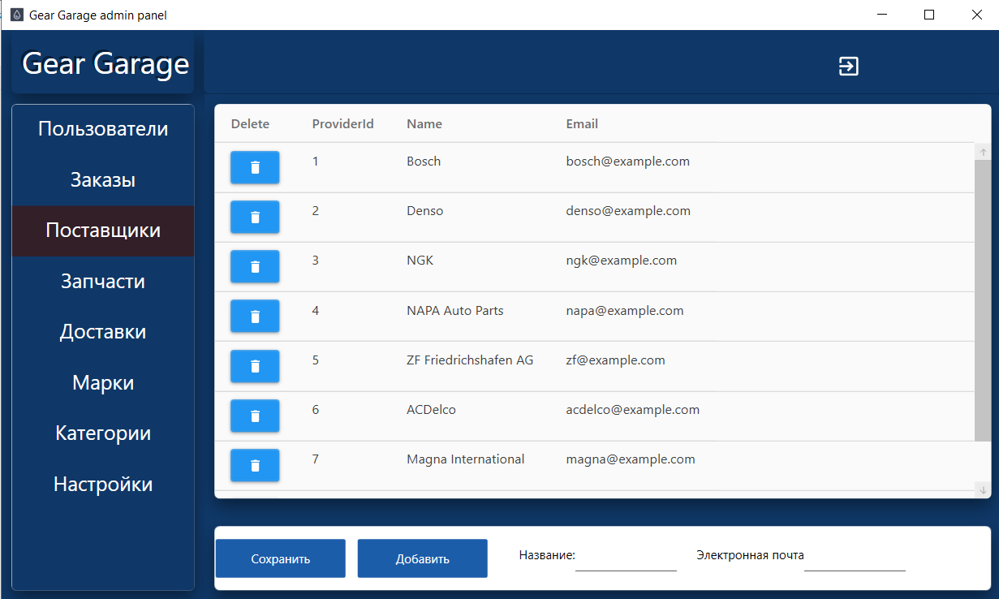 Gear Garage admin panel
Gear Garage
Пользователи
Заказы
Поставщики
Запчасти
Доставки
Марки
Категории
Настройки
Delete ProviderId Name Email
1 Bosch bosch@example.com
2 Denso denso@example.com
3 NGK ngk@example.com
4 NAPA Auto Parts napa@example.com
5 ZF Friedrichshafen AG zf@example.com
6 ACDelco acdelco@example.com
7 Magna International magna@example.com
Сохранить Добавить Название: Электронная почта